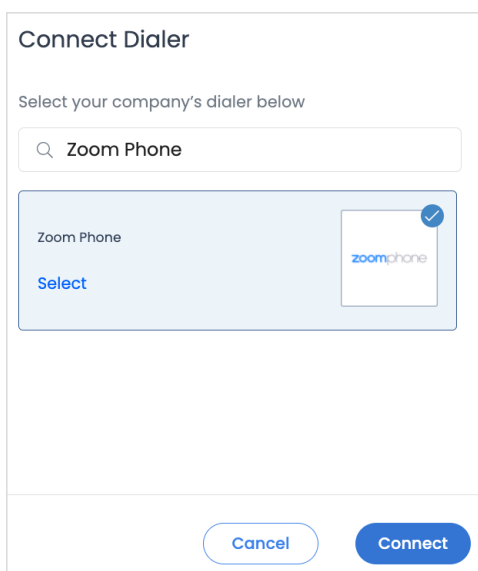 Connect Dialer
Select your company's dialer below
Zoom Phone
Zoom Phone
Select
zoomphone
Cancel
Connect